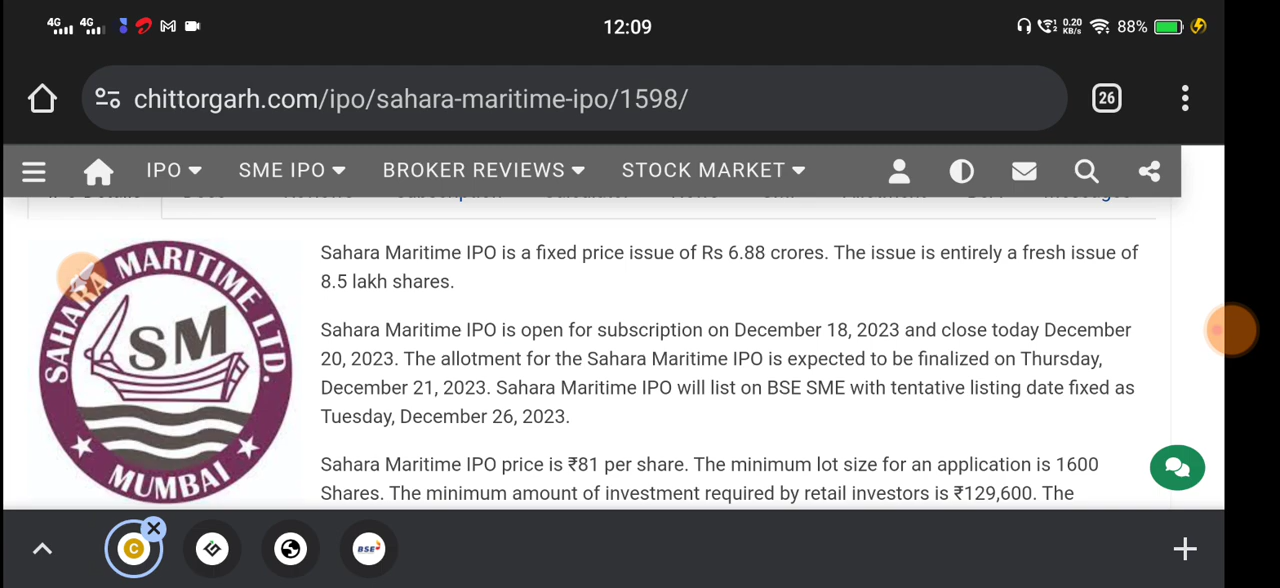 4G 4G 12:09 0.20 KB/s 88%
chittorgarh.com/ipo/sahara-maritime-ipo/1598/ 26
IPO SME IPO BROKER REVIEWS STOCK MARKET
SAHARA MARITIME LTD.
SM
MUMBAI
Sahara Maritime IPO is a fixed price issue of Rs 6.88 crores. The issue is entirely a fresh issue of
8.5 lakh shares.
Sahara Maritime IPO is open for subscription on December 18, 2023 and close today December
20, 2023. The allotment for the Sahara Maritime IPO is expected to be finalized on Thursday,
December 21, 2023. Sahara Maritime IPO will list on BSE SME with tentative listing date fixed as
Tuesday, December 26, 2023.
Sahara Maritime IPO price is ₹81 per share. The minimum lot size for an application is 1600
Shares. The minimum amount of investment required by retail investors is ₹129,600. The
C BSE